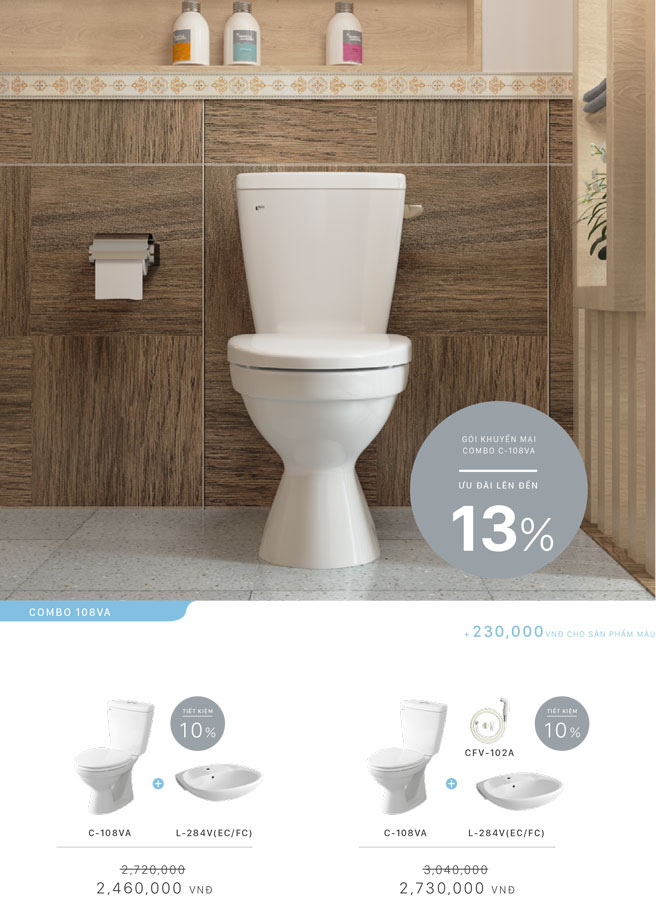 GÓI KHUYẾN MẠI
COMBO C-108VA
ƯU ĐÃI LÊN ĐẾN
13%
COMBO 108VA
+ 230,000 VNĐ CHO SẢN PHẨM MÀU
TIẾT KIỆM
10%
TIẾT KIỆM
10%
CFV-102A
C-108VA
L-284V(EC/FC)
C-108VA
L-284V(EC/FC)
2,720,000
2,460,000 VNĐ
3,040,000
2,730,000 VNĐ